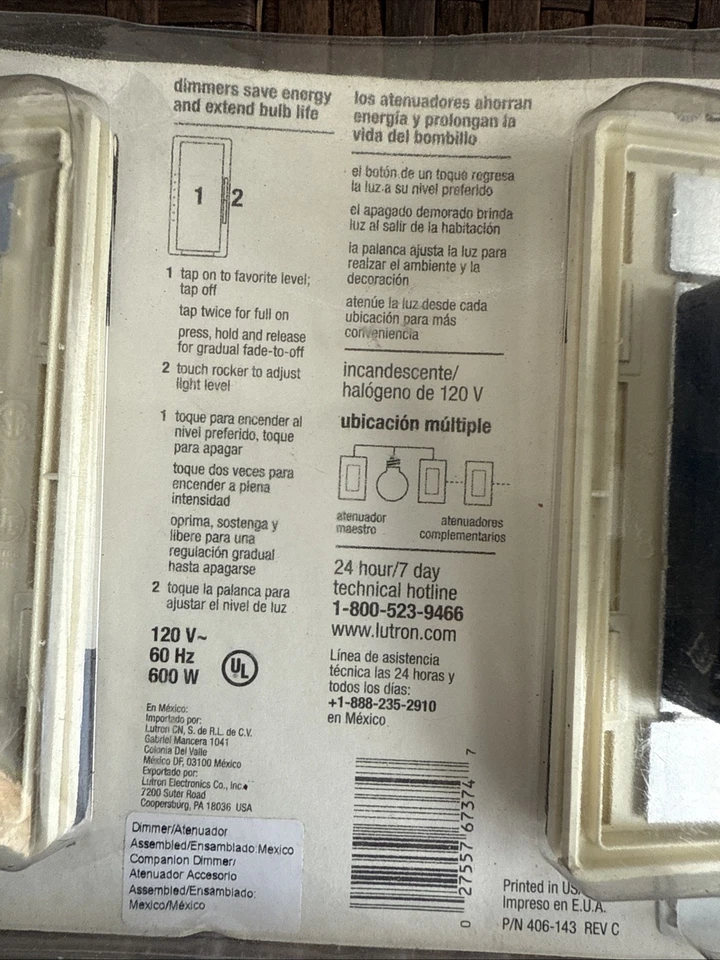 dimmers save energy
and extend bulb life
1 2
1 tap on to favorite level;
tap off
tap twice for full on
press, hold and release
for gradual fade-to-off
2 touch rocker to adjust
light level
1 toque para encender al
nivel preferido, toque
para apagar
toque dos veces para
encender a plena
intensidad
oprima, sostenga y
libere para una
regulación gradual
hasta apagarse
2 toque la palanca para
ajustar el nivel de luz
120 V~
60 Hz
600 W
UL
En México:
Importado por:
Lutron CN, S. de R.L. de C.V.
Gabriel Mancera 1041
Colonia Del Valle
México DF, 03100 México
Exportado por:
Lutron Electronics Co., Inc.
7200 Suter Road
Coopersburg, PA 18036 USA
Dimmer/Atenuador
Assembled/Ensamblado:Mexico
Companion Dimmer/
Atenuador Accesorio
Assembled/Ensamblado:
Mexico/México
los atenuadores ahorran
energía y prolongan la
vida del bombillo
el botón de un toque regresa
la luz a su nivel preferido
el apagado demorado brinda
luz al salir de la habitación
la palanca ajusta la luz para
realzar el ambiente y la
decoración
atenúe la luz desde cada
ubicación para más
conveniencia
incandescente/
halógeno de 120 V
ubicación múltiple
atenuador
maestro
atenuadores
complementarios
24 hour/7 day
technical hotline
1-800-523-9466
www.lutron.com
Línea de asistencia
técnica las 24 horas y
todos los días:
+1-888-235-2910
en México
0 27557 67374 7
Printed in US
Impreso en E.U.A.
P/N 406-143 REV C